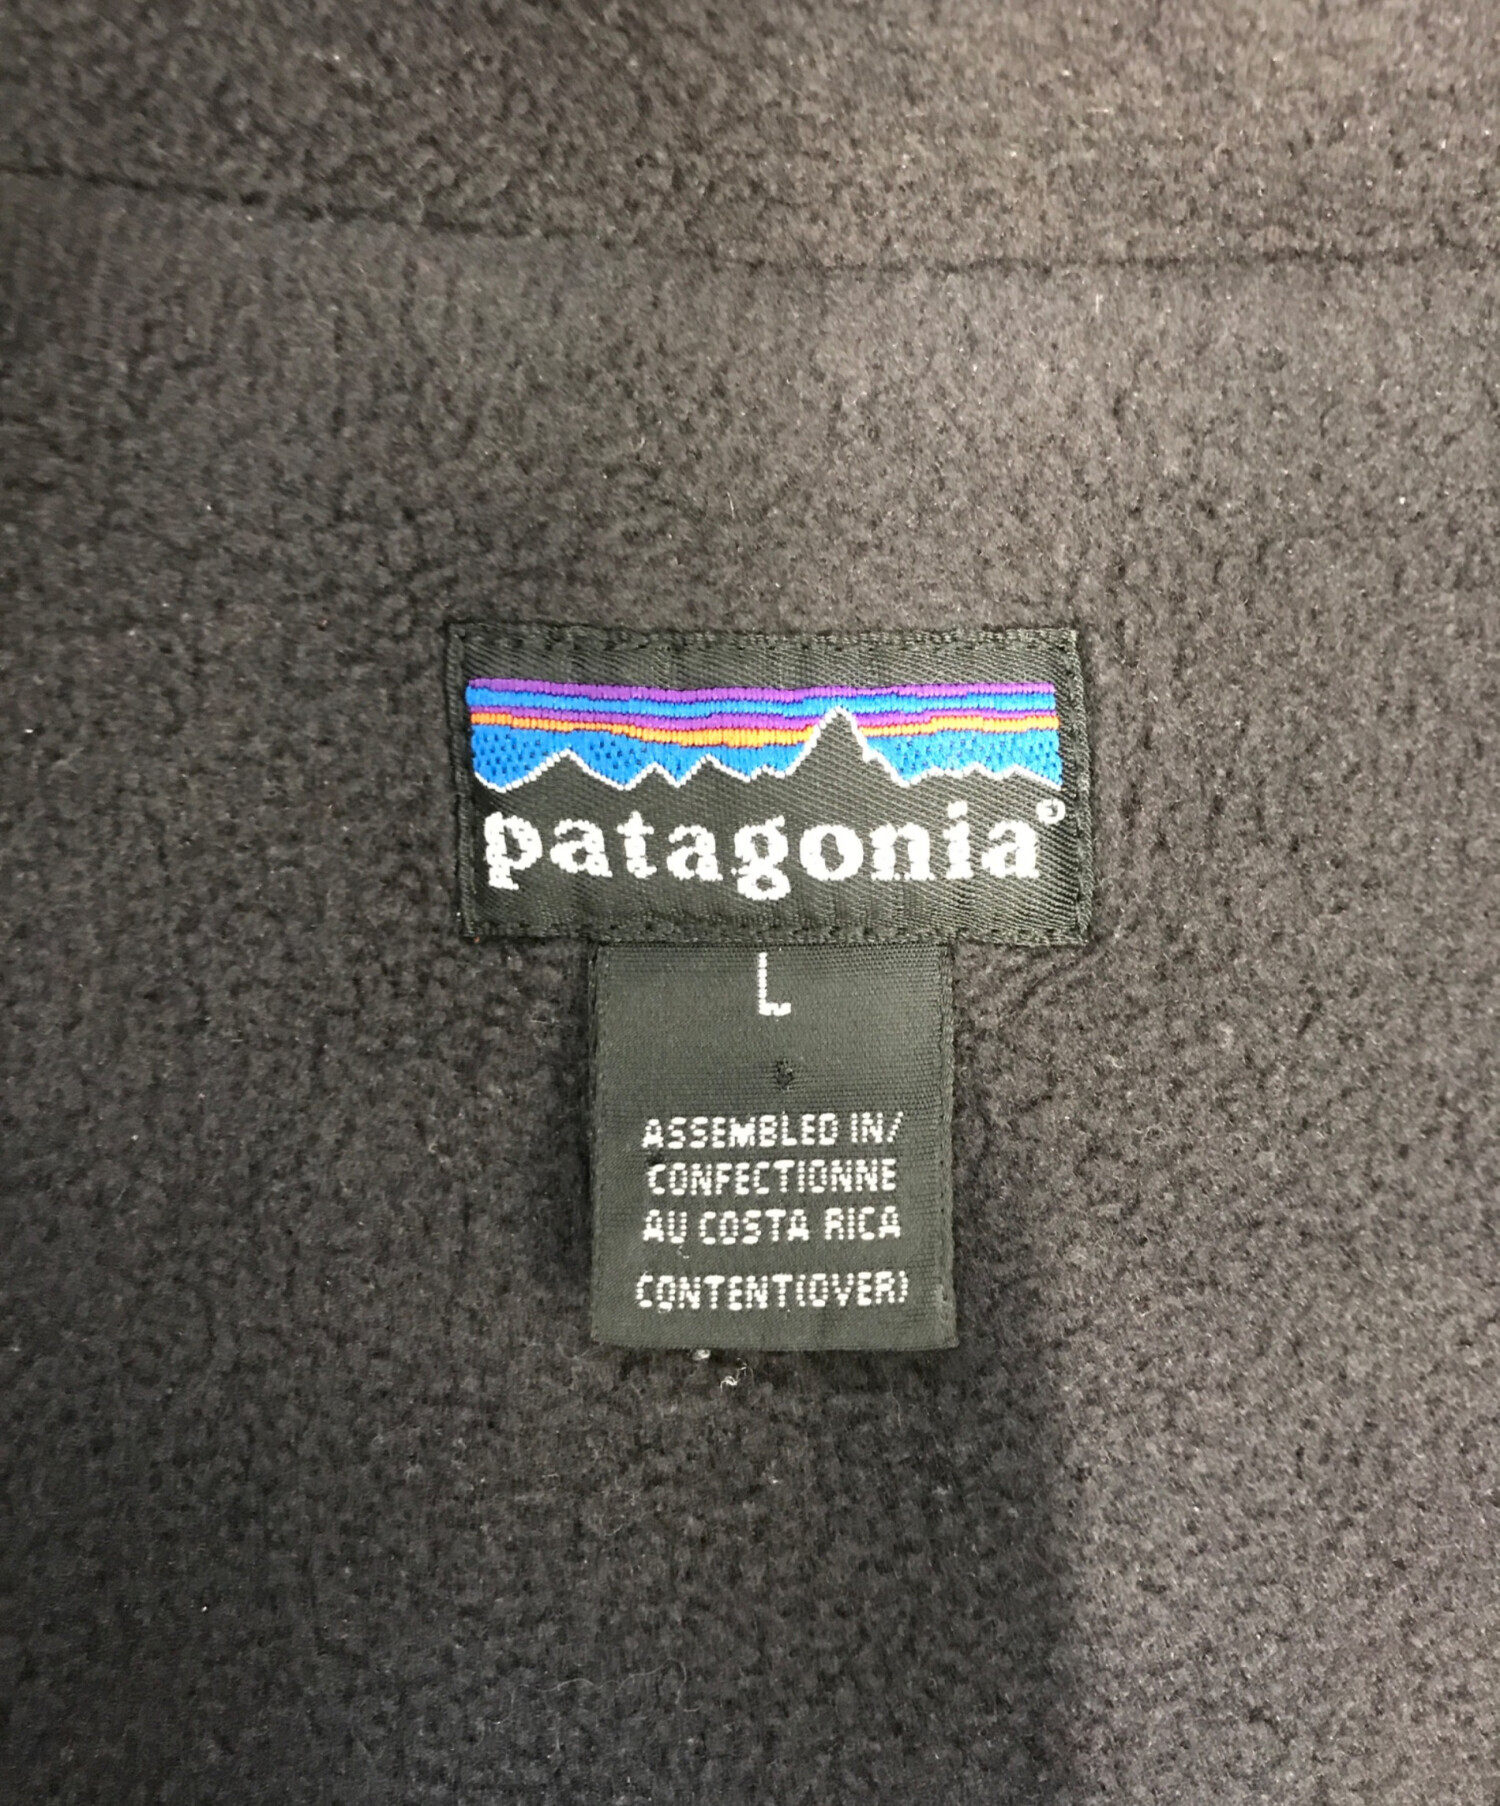 patagonia®
L
ASSEMBLED IN/
CONFECTIONNE
AU COSTA RICA
CONTENT(OVER)